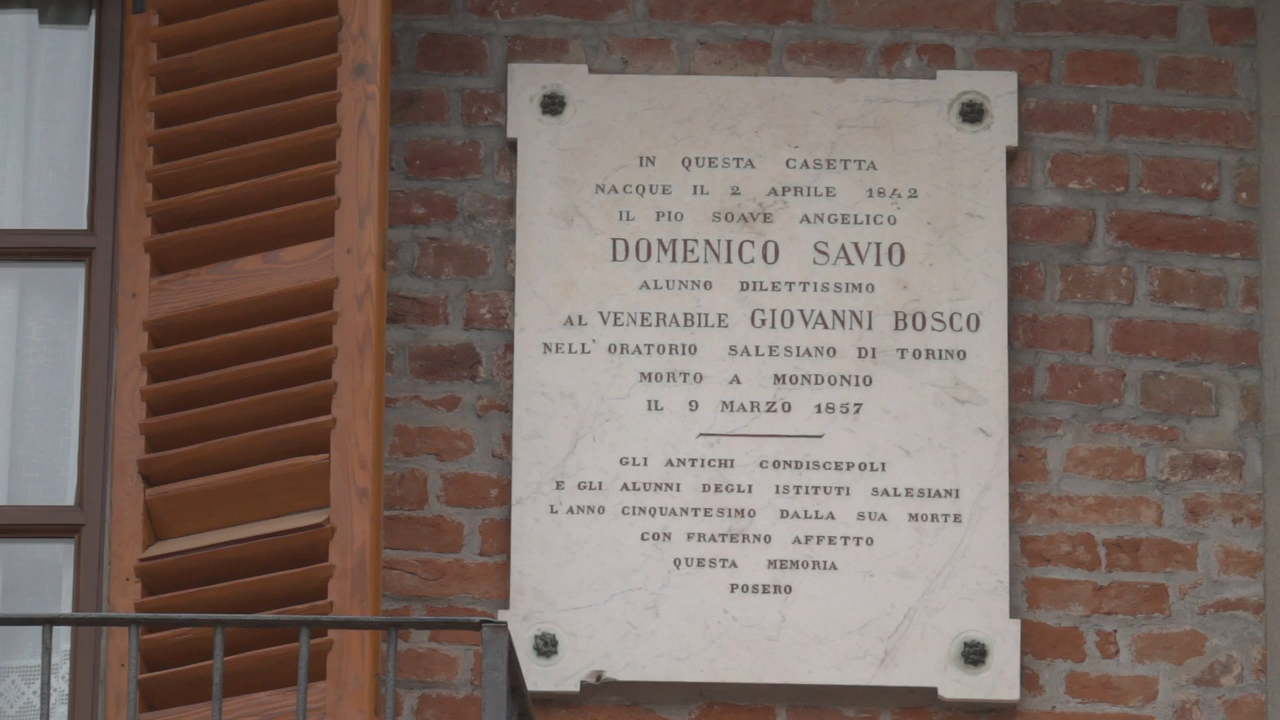 IN QUESTA CASETTA
NACQUE IL 2 APRILE 1842
IL PIO SOAVE ANGELICO
DOMENICO SAVIO
ALUNNO DILETTISSIMO
AL VENERABILE GIOVANNI BOSCO
NELL' ORATORIO SALESIANO DI TORINO
MORTO A MONDONIO
IL 9 MARZO 1857
GLI ANTICHI CONDISCEPOLI
E GLI ALUNNI DEGLI ISTITUTI SALESIANI
L'ANNO CINQUANTESIMO DALLA SUA MORTE
CON FRATERNO AFFETTO
QUESTA MEMORIA
POSERO